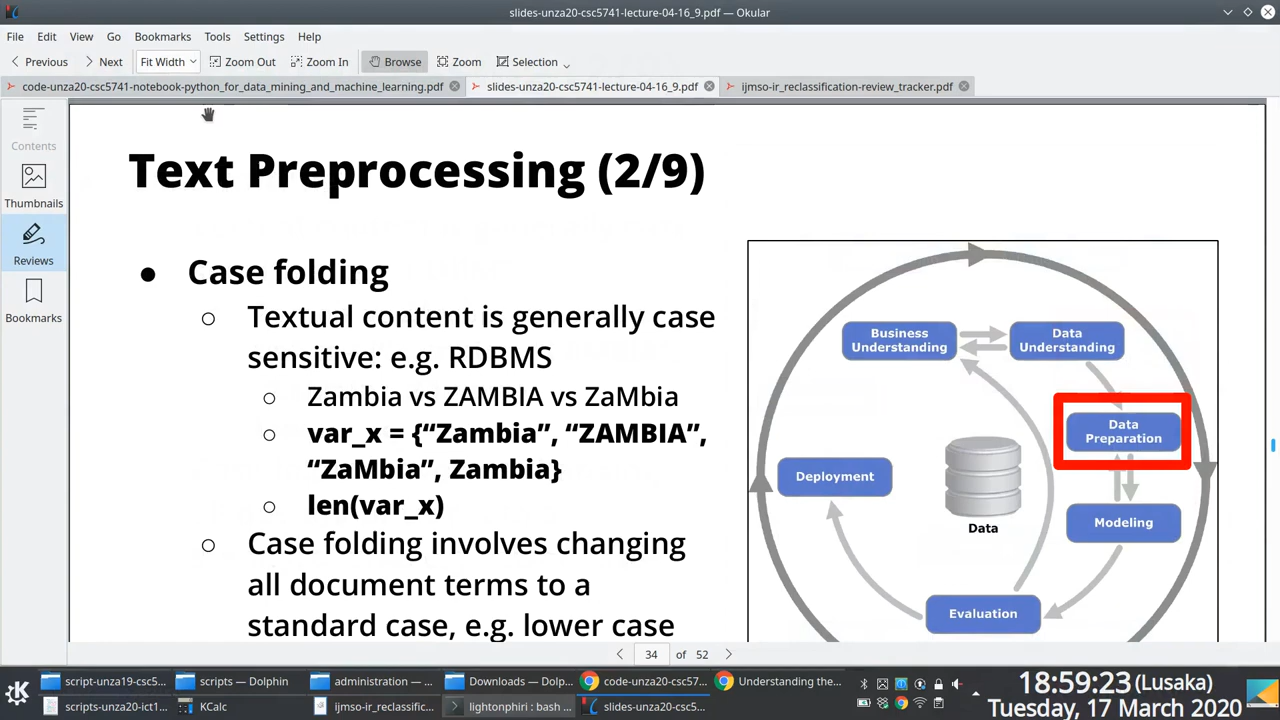 slides-unza20-csc5741-lecture-04-16_9.pdf — Okular
File Edit View Go Bookmarks Tools Settings Help
Previous Next Fit Width Zoom Out Zoom In Browse Zoom Selection
code-unza20-csc5741-notebook-python_for_data_mining_and_machine_learning.pdf slides-unza20-csc5741-lecture-04-16_9.pdf ijmso-ir_reclassification-review_tracker.pdf
Contents
Thumbnails
Reviews
Bookmarks
Text Preprocessing (2/9)
● Case folding
○ Textual content is generally case
sensitive: e.g. RDBMS
○ Zambia vs ZAMBIA vs ZaMbia
○ var_x = {“Zambia”, “ZAMBIA”,
“ZaMbia”, Zambia}
○ len(var_x)
○ Case folding involves changing
all document terms to a
standard case, e.g. lower case
Business
Understanding
Data
Understanding
Data
Preparation
Deployment
Data
Modeling
Evaluation
34 of 52
script-unza19-csc5... scripts — Dolphin administration — ... Downloads — Dolp... code-unza20-csc57... Understanding the...
scripts-unza20-ict1... KCalc ijmso-ir_reclassific... lightonphiri : bash ... slides-unza20-csc5...
18:59:23 (Lusaka)
Tuesday, 17 March 2020